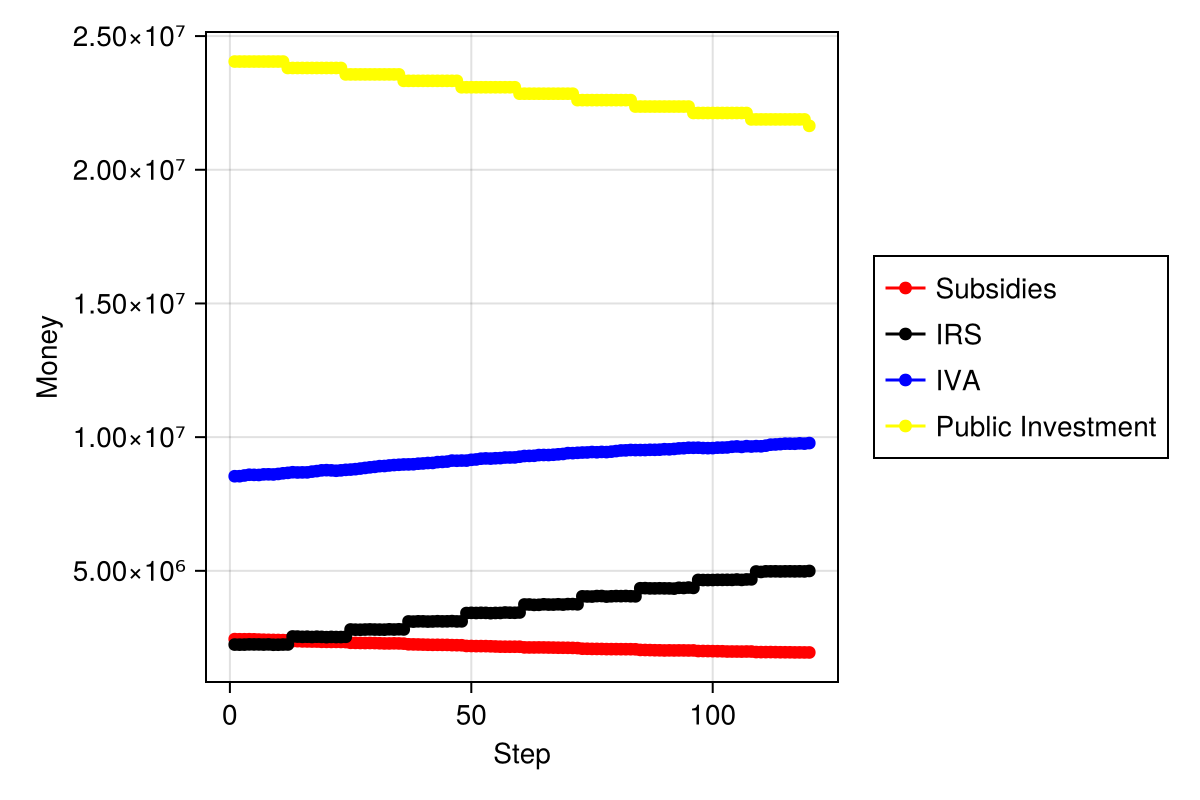 2.50×10⁷
2.00×10⁷
1.50×10⁷
1.00×10⁷
5.00×10⁶
Money
0 50 100
Step
Subsidies
IRS
IVA
Public Investment